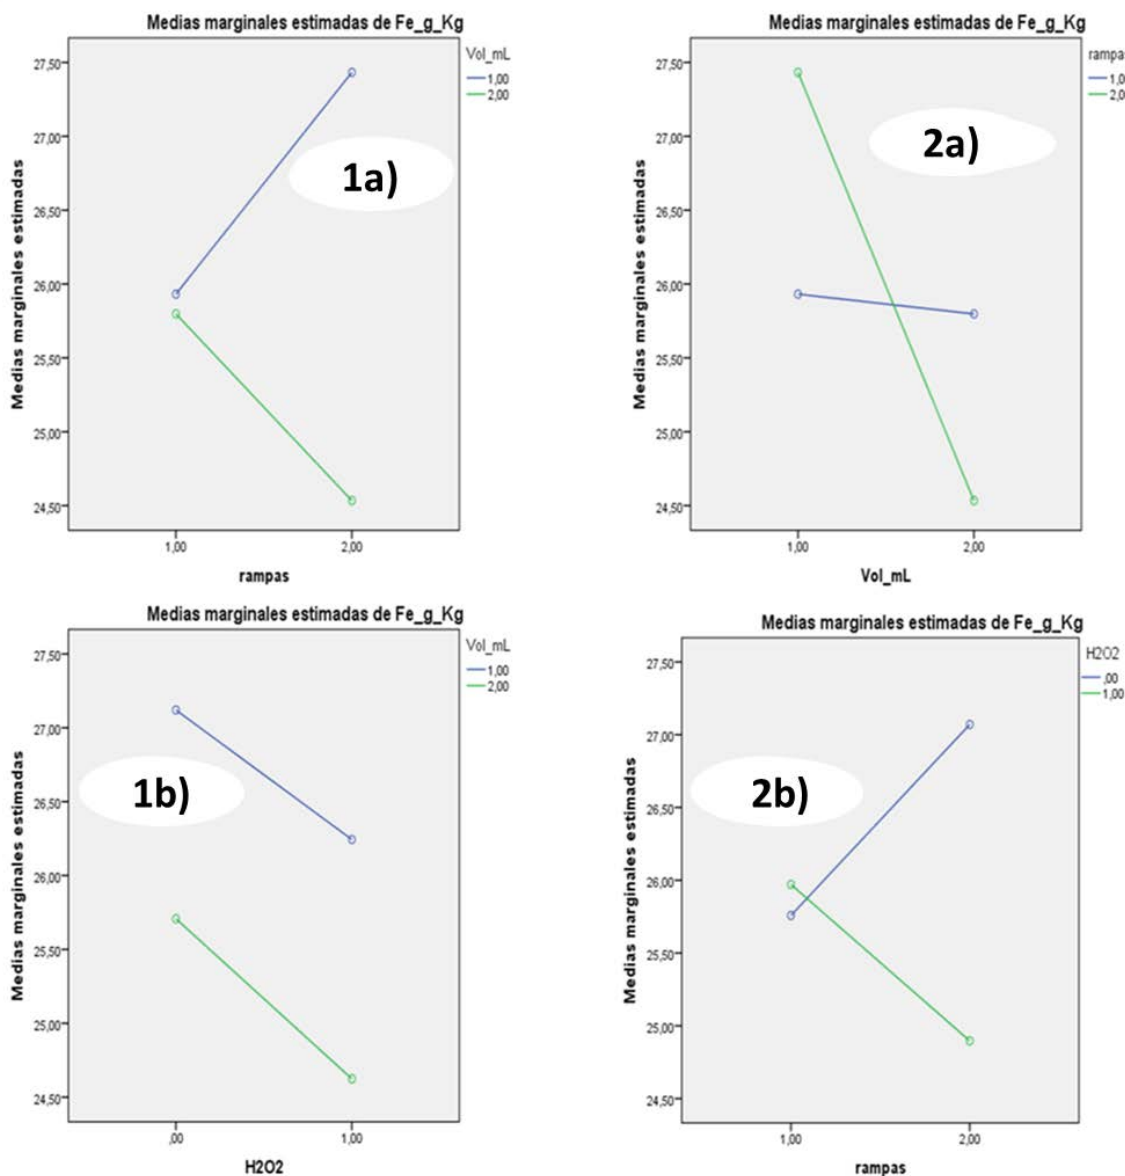 Medias marginales estimadas de Fe_g_Kg
Vol_mL
1,00
2,00
27,50
27,00
26,50
26,00
25,50
25,00
24,50
Medias marginales estimadas
1a)
1,00
2,00
rampas
Medias marginales estimadas de Fe_g_Kg
rampas
1,0
2,0
27,50
27,00
26,50
26,00
25,50
25,00
24,50
Medias marginales estimadas
2a)
1,00
2,00
Vol_mL
Medias marginales estimadas de Fe_g_Kg
Vol_mL
1,00
2,00
27,50
27,00
26,50
26,00
25,50
25,00
24,50
Medias marginales estimadas
1b)
,00
1,00
H2O2
Medias marginales estimadas de Fe_g_Kg
H2O2
,00
1,00
27,50
27,00
26,50
26,00
25,50
25,00
24,50
Medias marginales estimadas
2b)
1,00
2,00
rampas